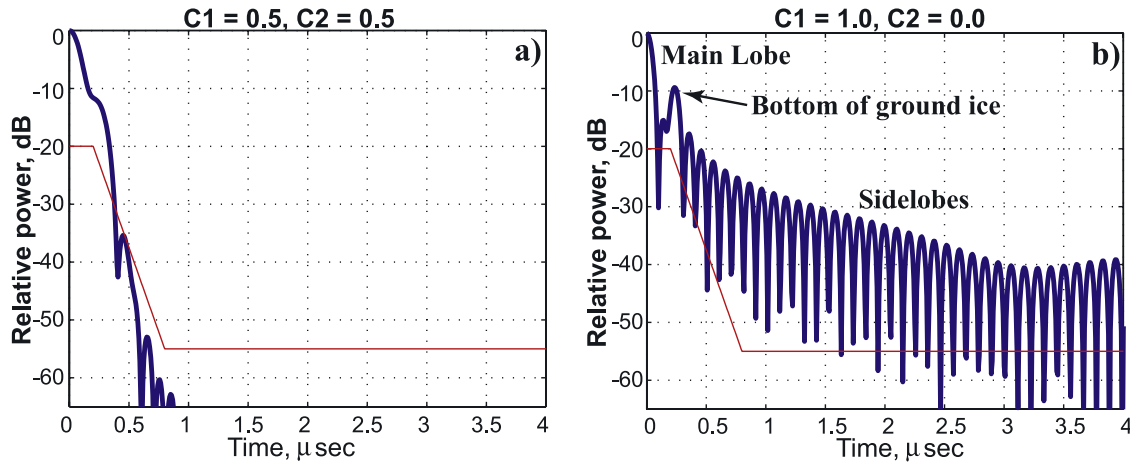 C1 = 0.5, C2 = 0.5
a)
Relative power, dB
0
-10
-20
-30
-40
-50
-60
0 0.5 1 1.5 2 2.5 3 3.5 4
Time, μ sec
C1 = 1.0, C2 = 0.0
b)
Main Lobe
Bottom of ground ice
Sidelobes
Relative power, dB
0
-10
-20
-30
-40
-50
-60
0 0.5 1 1.5 2 2.5 3 3.5 4
Time, μ sec